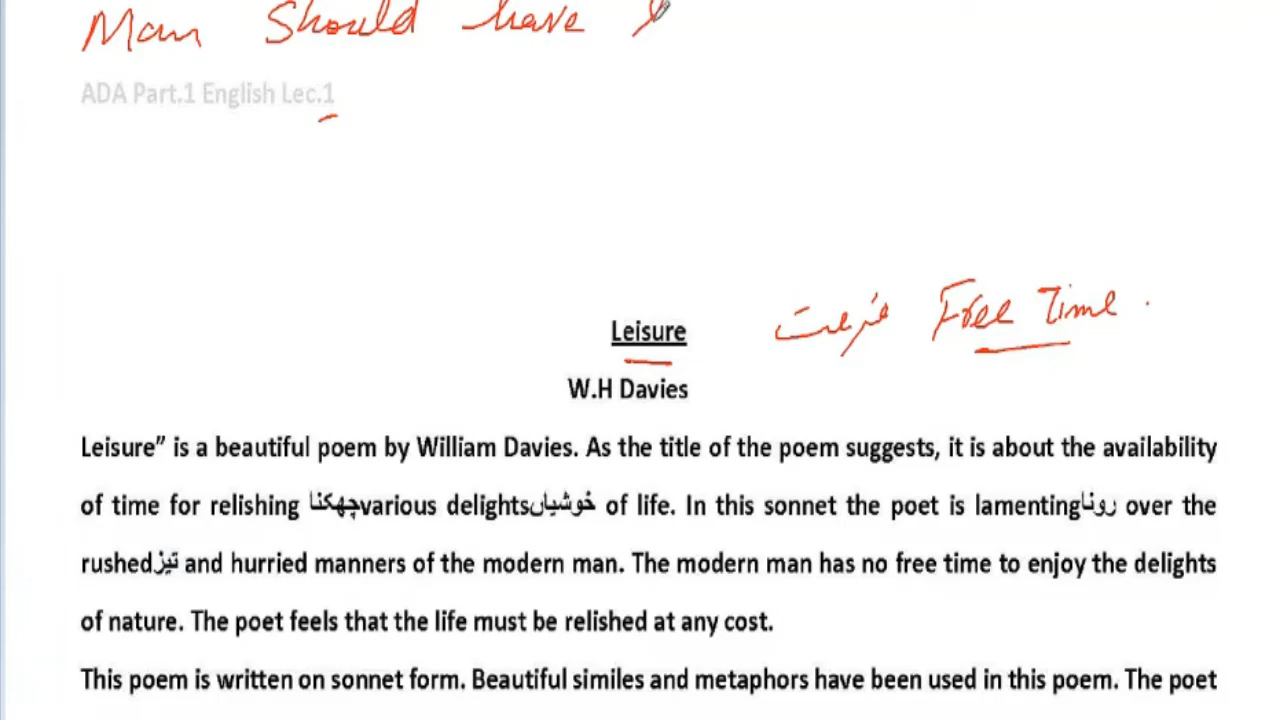 Man Should have
ADA Part.1 English Lec.1
Leisure فرصت Free Time.
W.H Davies
Leisure” is a beautiful poem by William Davies. As the title of the poem suggests, it is about the availability
of time for relishing چھکنا various delights خوشیاں of life. In this sonnet the poet is lamenting رونا over the
rushed تیز and hurried manners of the modern man. The modern man has no free time to enjoy the delights
of nature. The poet feels that the life must be relished at any cost.
This poem is written on sonnet form. Beautiful similes and metaphors have been used in this poem. The poet